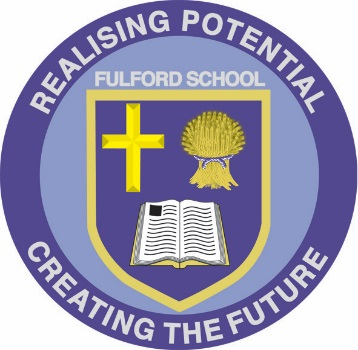 REALISING POTENTIAL
FULFORD SCHOOL
CREATING THE FUTURE